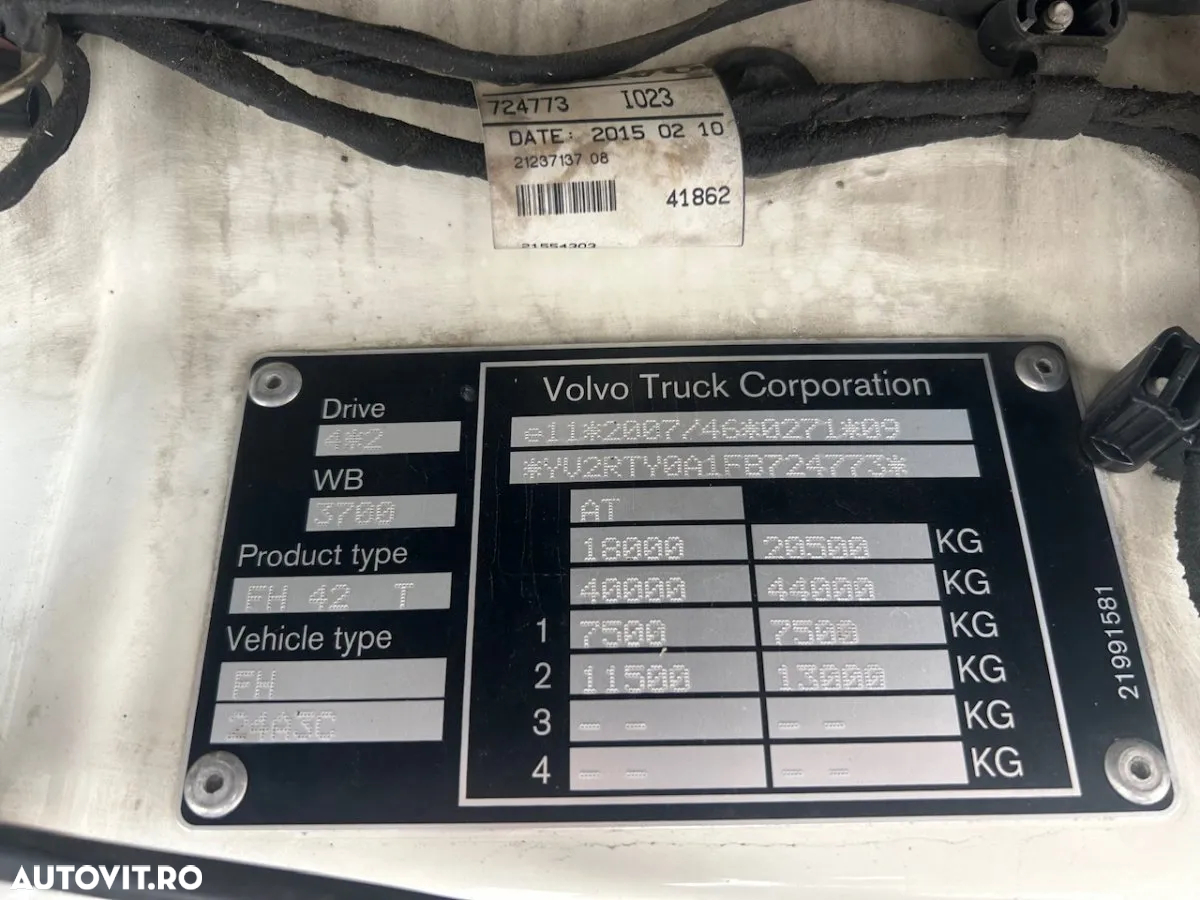 724773 I023
DATE: 2015 02 10
21237137 08
41862
21554303
Volvo Truck Corporation
Drive
4*2
WB
3700
Product type
FH 42 T
Vehicle type
FH
24A3C
e11*2007/46*0271*09
*YV2RTY0A1FB724773*
AT
18000 20500 KG
40000 44000 KG
1 7500 7500 KG
2 11500 13000 KG
3 -- -- KG
4 -- -- KG
21991581
AUTOVIT.RO